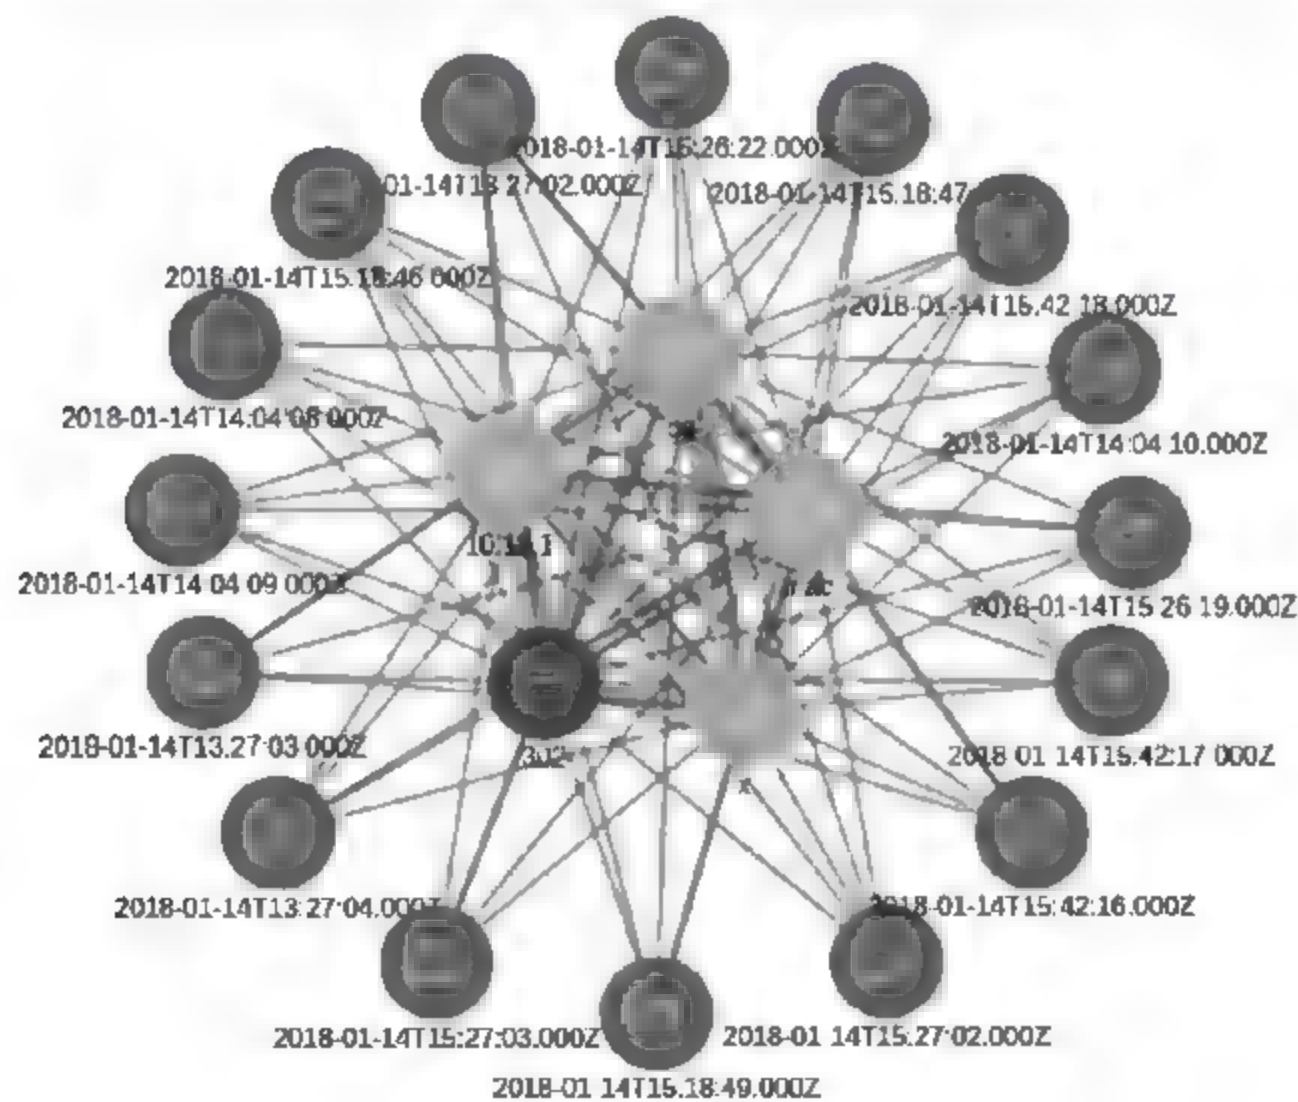 2018-01-14T15:26:22.000Z
01-14T13:27:02.000Z
2018-01-14T15:18:47
2018-01-14T15:18:46.000Z
2018-01-14T15:42:18.000Z
2018-01-14T14:04:08.000Z
2018-01-14T14:04:10.000Z
2018-01-14T14:04:09.000Z
2018-01-14T15:26:19.000Z
2018-01-14T13:27:03.000Z
2018-01-14T15:42:17.000Z
2018-01-14T13:27:04.000Z
2018-01-14T15:42:16.000Z
2018-01-14T15:27:03.000Z
2018-01-14T15:27:02.000Z
2018-01-14T15:18:49.000Z